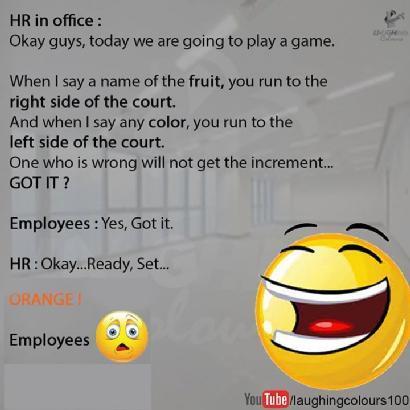 HR in office :
Okay guys, today we are going to play a game.
When I say a name of the fruit, you run to the
right side of the court.
And when I say any color, you run to the
left side of the court.
One who is wrong will not get the increment...
GOT IT ?
Employees : Yes, Got it.
HR : Okay...Ready, Set...
ORANGE !
Employees
YouTube/laughingcolours100
LAUGHING
Colours